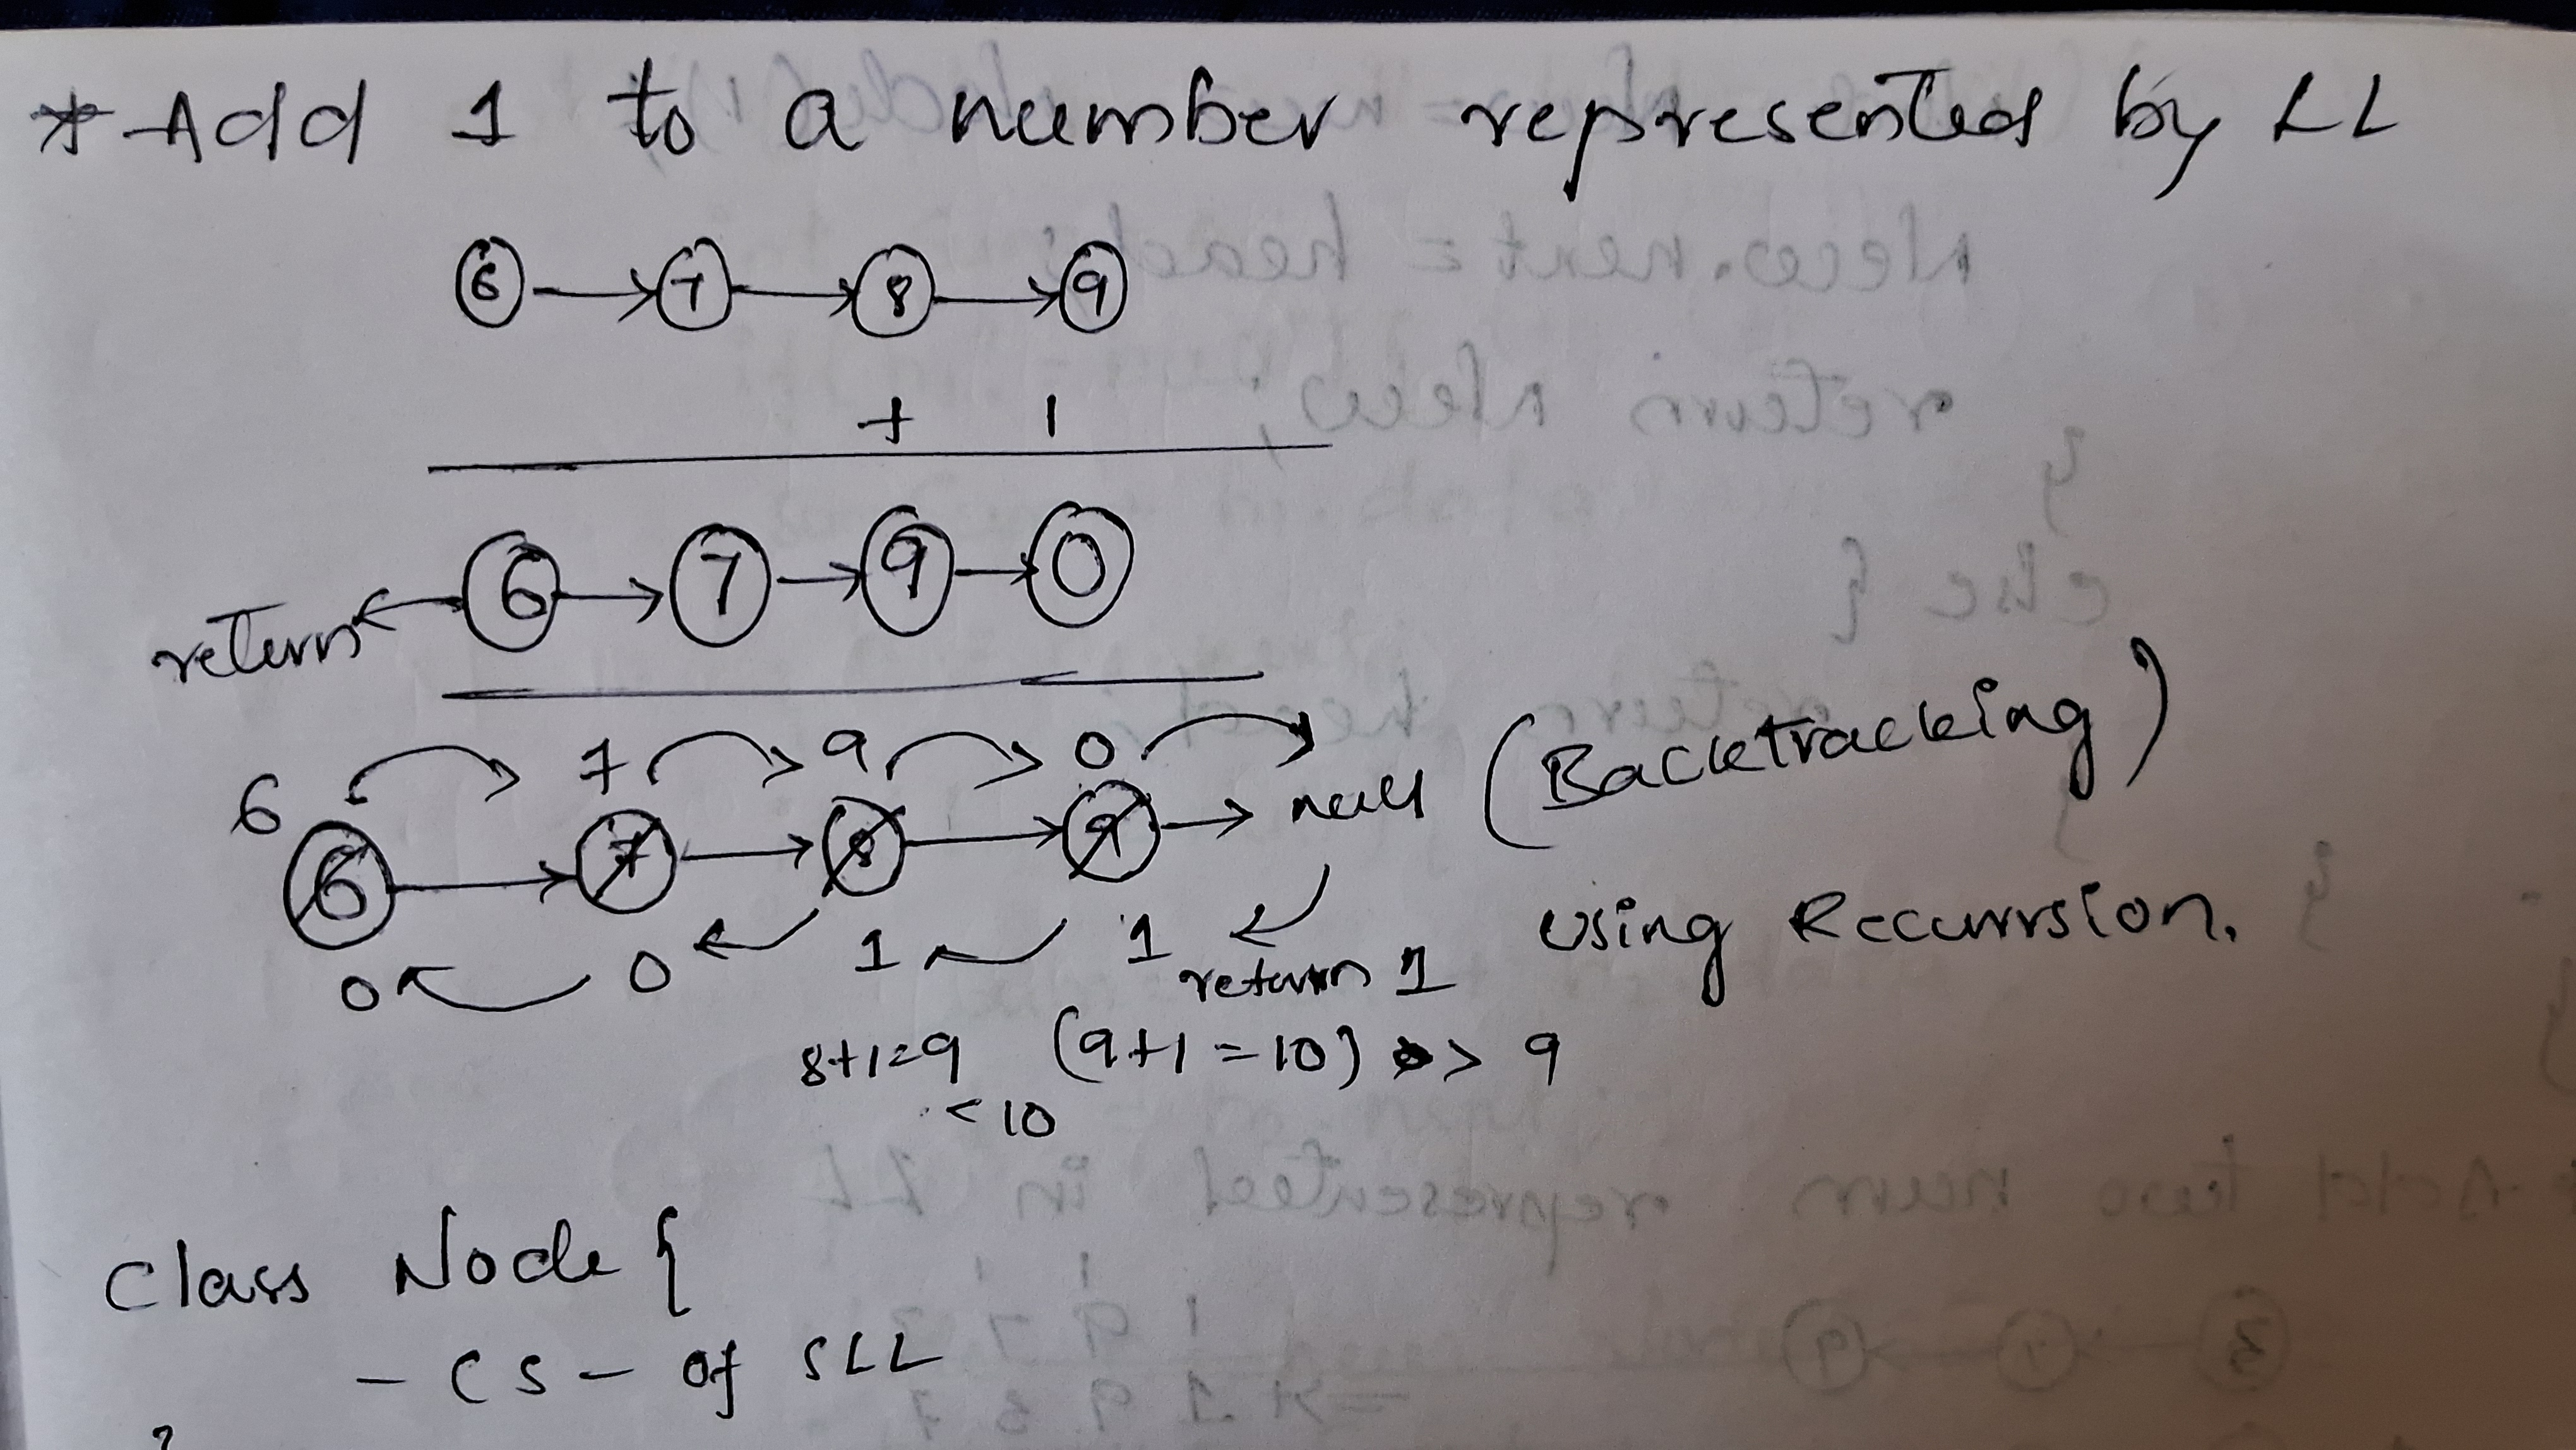 * Add 1 to a number represented by LL
6 → 7 → 8 → 9
+ 1
return ← 6 → 7 → 9 → 0
6 7 9 0
6 → 7 → 8 → 9 → null (Backtracking)
0 0 1 1 return 1 using Recurrsion.
8+1=9 (9+1=10) > 9
< 10
Class Node {
- CS - of SLL